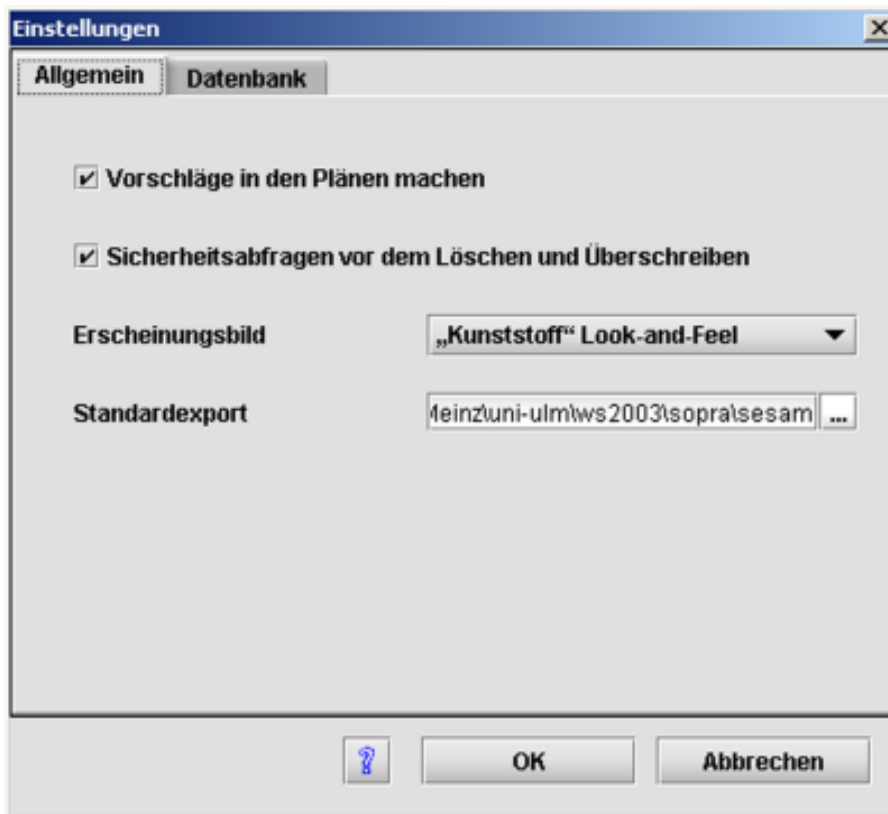 Einstellungen
Allgemein Datenbank
Vorschläge in den Plänen machen
Sicherheitsabfragen vor dem Löschen und Überschreiben
Erscheinungsbild „Kunststoff“ Look-and-Feel
Standardexport \uni-ulm\ws2003\sopra\sesam ...
? OK Abbrechen